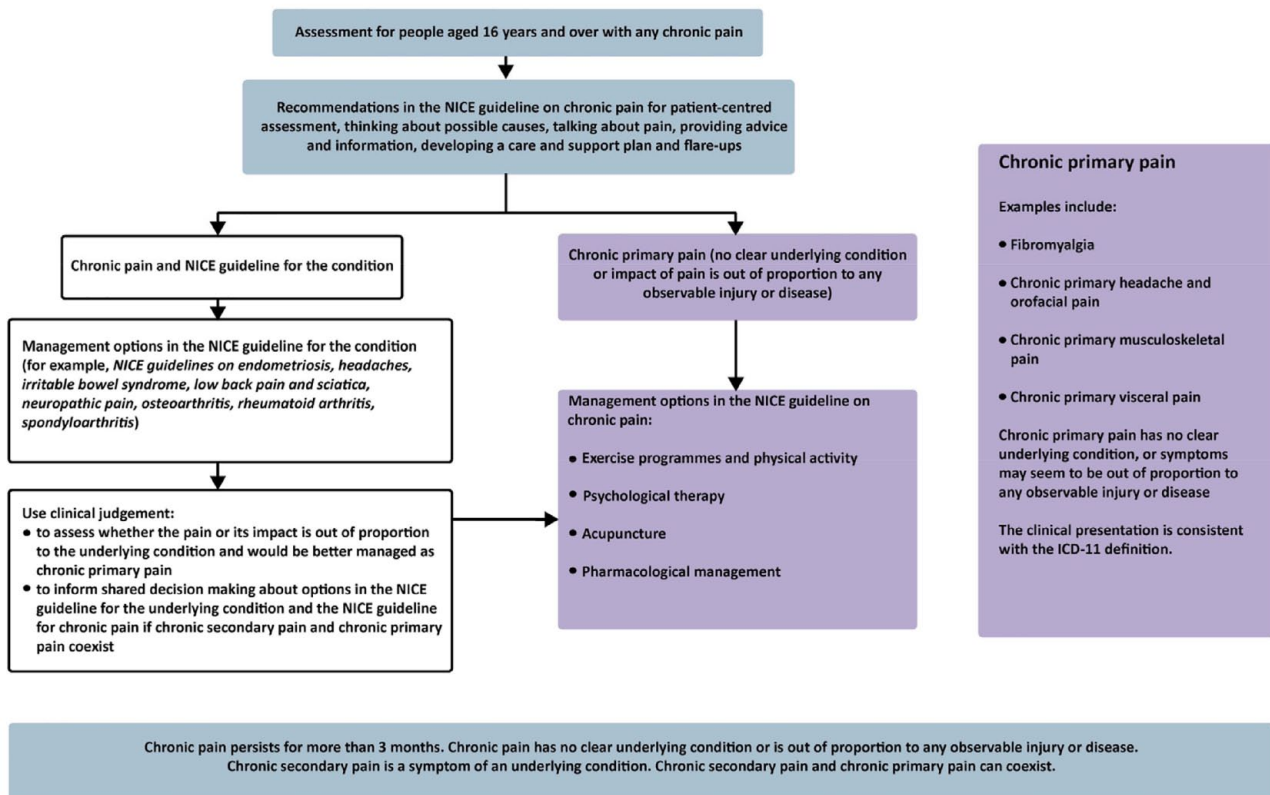 Assessment for people aged 16 years and over with any chronic pain
Recommendations in the NICE guideline on chronic pain for patient-centred
assessment, thinking about possible causes, talking about pain, providing advice
and information, developing a care and support plan and flare-ups
Chronic pain and NICE guideline for the condition
Management options in the NICE guideline for the condition
(for example, NICE guidelines on endometriosis, headaches,
irritable bowel syndrome, low back pain and sciatica,
neuropathic pain, osteoarthritis, rheumatoid arthritis,
spondyloarthritis)
Use clinical judgement:
• to assess whether the pain or its impact is out of proportion
to the underlying condition and would be better managed as
chronic primary pain
• to inform shared decision making about options in the NICE
guideline for the underlying condition and the NICE guideline
for chronic pain if chronic secondary pain and chronic primary
pain coexist
Chronic primary pain (no clear underlying condition
or impact of pain is out of proportion to any
observable injury or disease)
Management options in the NICE guideline on
chronic pain:
• Exercise programmes and physical activity
• Psychological therapy
• Acupuncture
• Pharmacological management
Chronic primary pain
Examples include:
• Fibromyalgia
• Chronic primary headache and
orofacial pain
• Chronic primary musculoskeletal
pain
• Chronic primary visceral pain
Chronic primary pain has no clear
underlying condition, or symptoms
may seem to be out of proportion to
any observable injury or disease
The clinical presentation is consistent
with the ICD-11 definition.
Chronic pain persists for more than 3 months. Chronic pain has no clear underlying condition or is out of proportion to any observable injury or disease.
Chronic secondary pain is a symptom of an underlying condition. Chronic secondary pain and chronic primary pain can coexist.